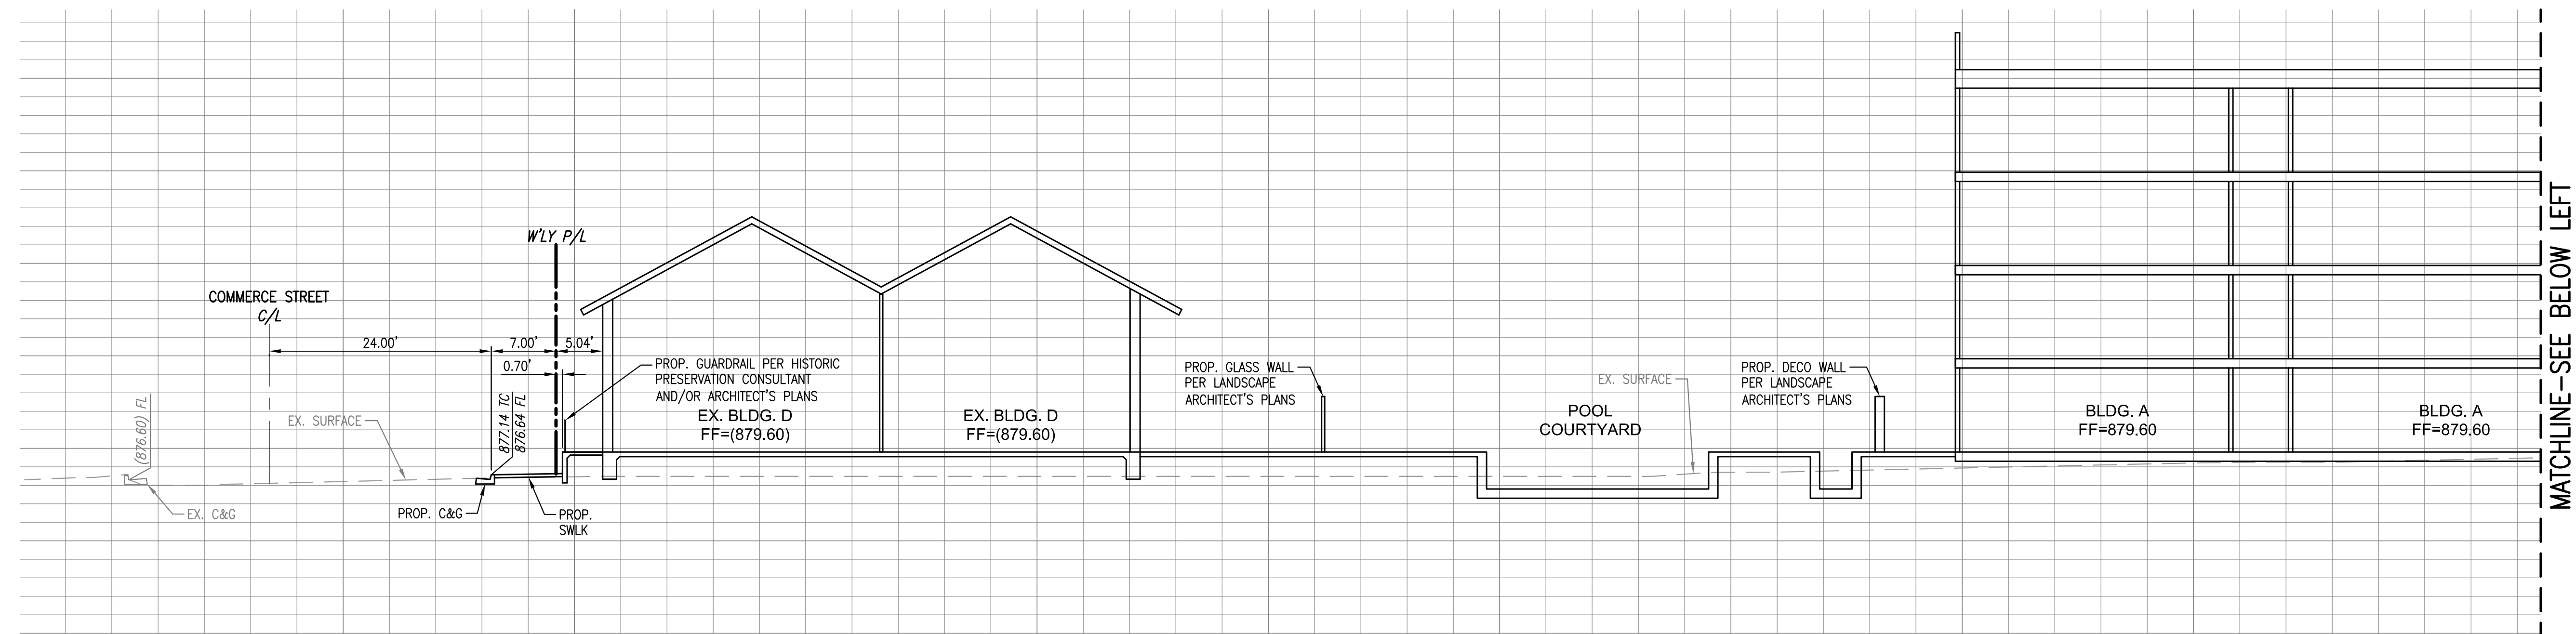 W'LY P/L
COMMERCE STREET
C/L
24.00'
7.00'
5.04'
0.70'
PROP. GUARDRAIL PER HISTORIC
PRESERVATION CONSULTANT
AND/OR ARCHITECT'S PLANS
EX. BLDG. D
FF=(879.60)
EX. BLDG. D
FF=(879.60)
PROP. GLASS WALL
PER LANDSCAPE
ARCHITECT'S PLANS
EX. SURFACE
POOL
COURTYARD
PROP. DECO WALL
PER LANDSCAPE
ARCHITECT'S PLANS
BLDG. A
FF=879.60
BLDG. A
FF=879.60
MATCHLINE-SEE BELOW LEFT
(876.60) FL
EX. SURFACE
877.14 TC
876.64 FL
EX. C&G
PROP. C&G
PROP.
SWLK